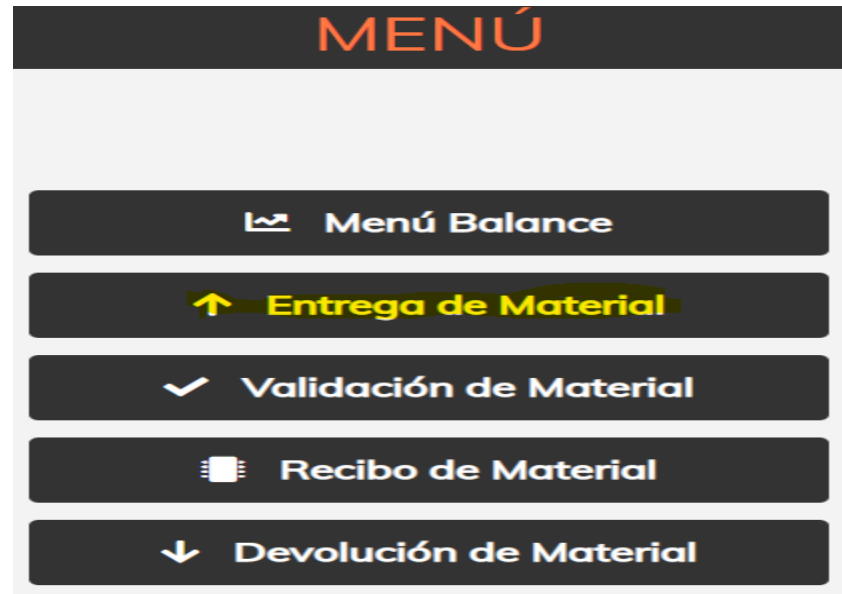 MENÚ
Menú Balance
Entrega de Material
Validación de Material
Recibo de Material
Devolución de Material